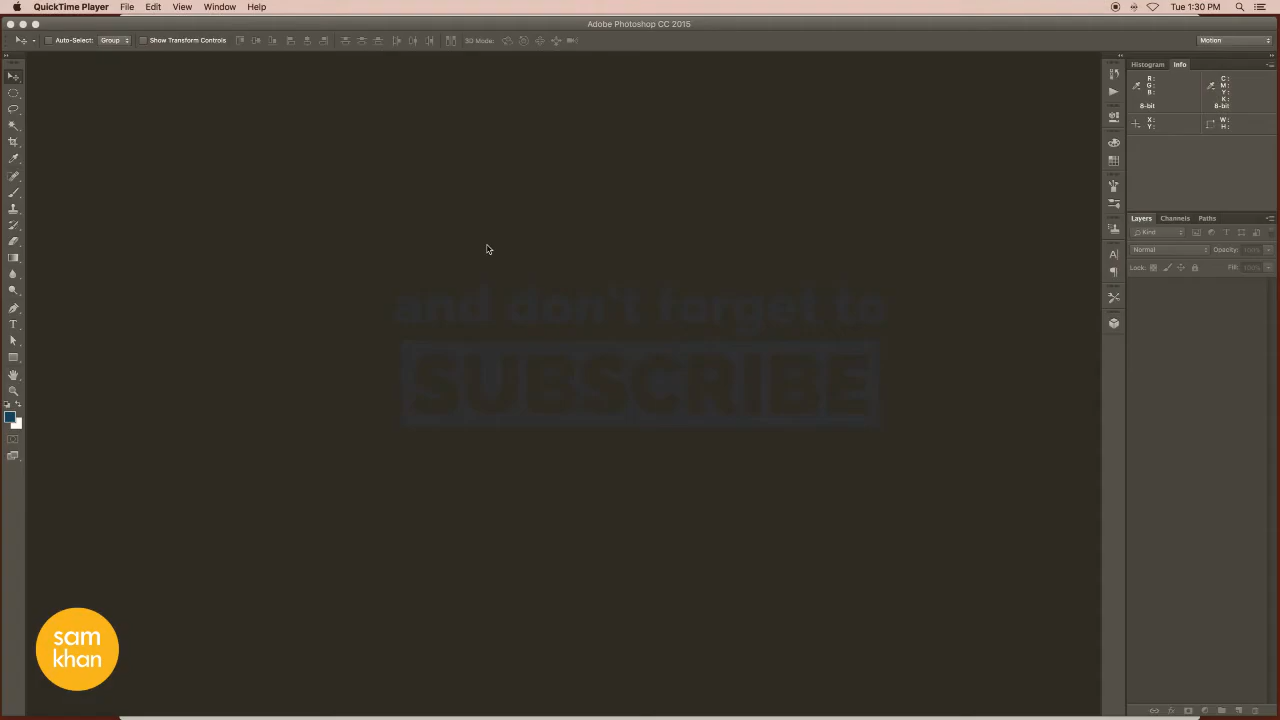 QuickTime Player File Edit View Window Help Tue 1:30 PM
Adobe Photoshop CC 2015
Auto-Select: Group Show Transform Controls 3D Mode: Motion
Histogram Info
R: C:
G: M:
B: Y:
K:
8-bit 8-bit
X: W:
Y: H:
Layers Channels Paths
Kind
Normal Opacity: 100%
Lock: Fill: 100%
and don't forget to
SUBSCRIBE
sam
khan